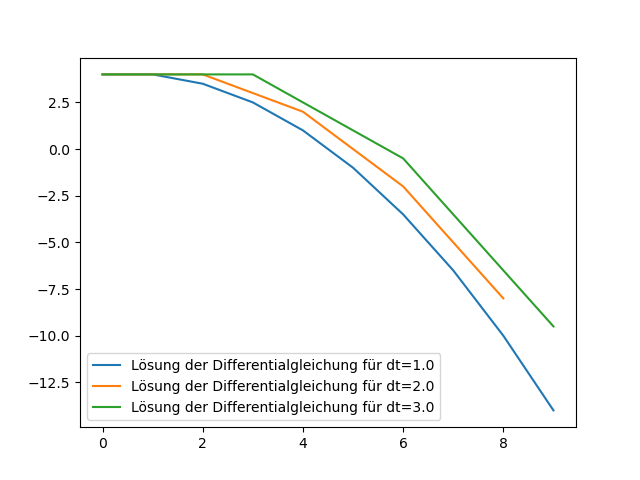 2.5
0.0
−2.5
−5.0
−7.5
−10.0
−12.5
Lösung der Differentialgleichung für dt=1.0
Lösung der Differentialgleichung für dt=2.0
Lösung der Differentialgleichung für dt=3.0
0 2 4 6 8